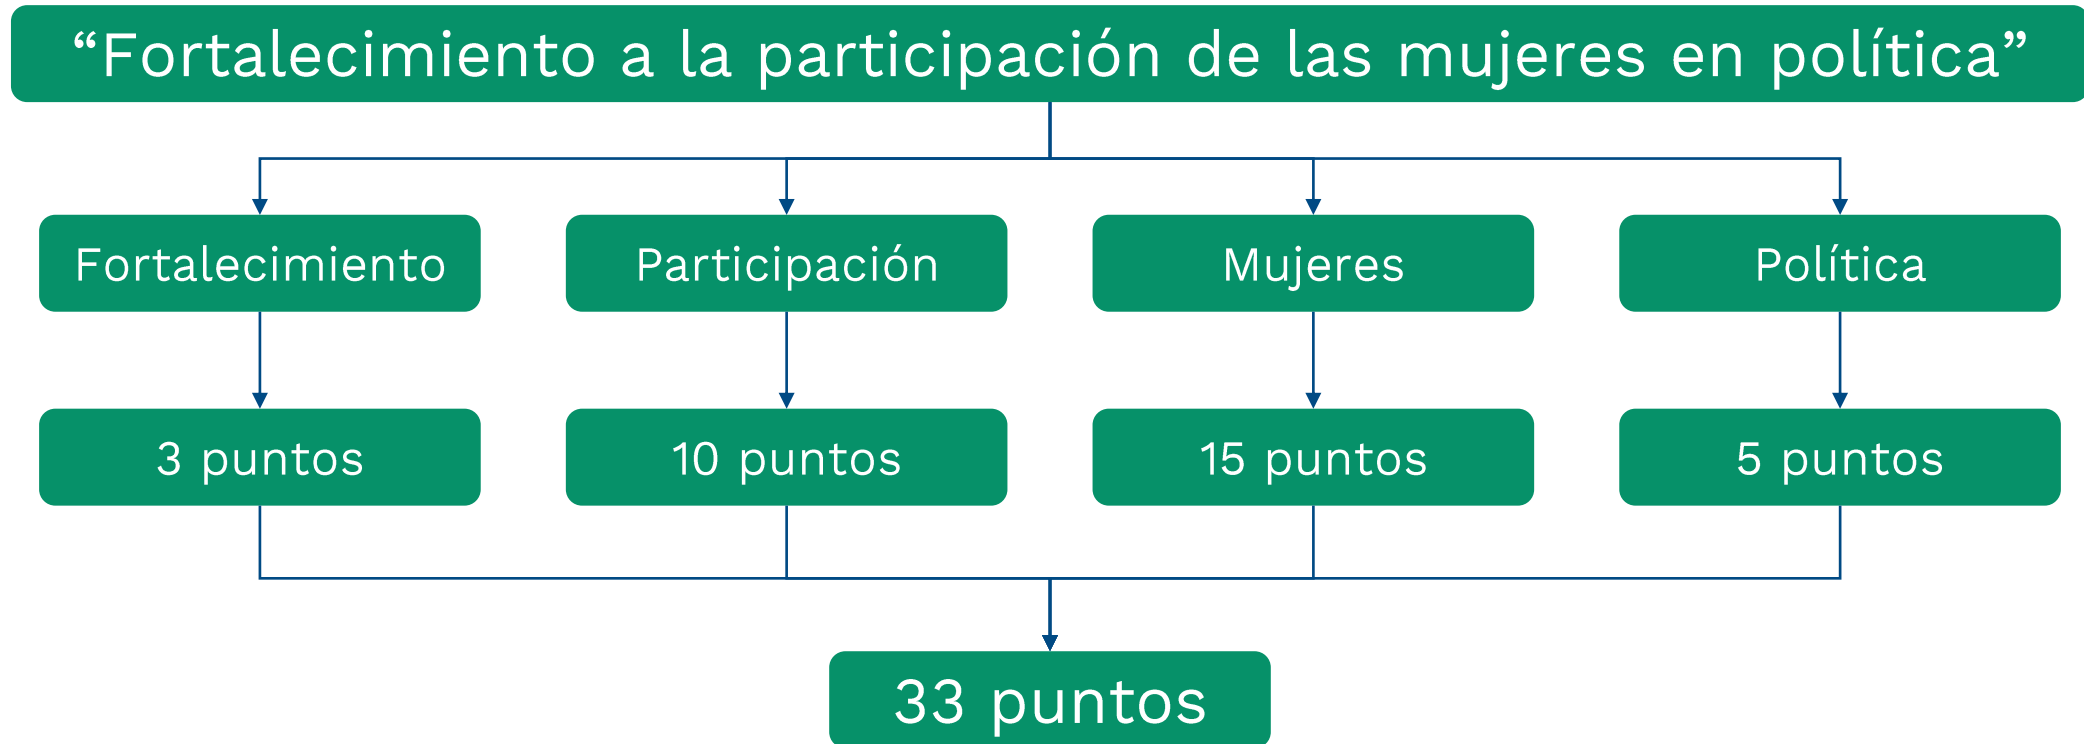 “Fortalecimiento a la participación de las mujeres en política”
Fortalecimiento
Participación
Mujeres
Política
3 puntos
10 puntos
15 puntos
5 puntos
33 puntos